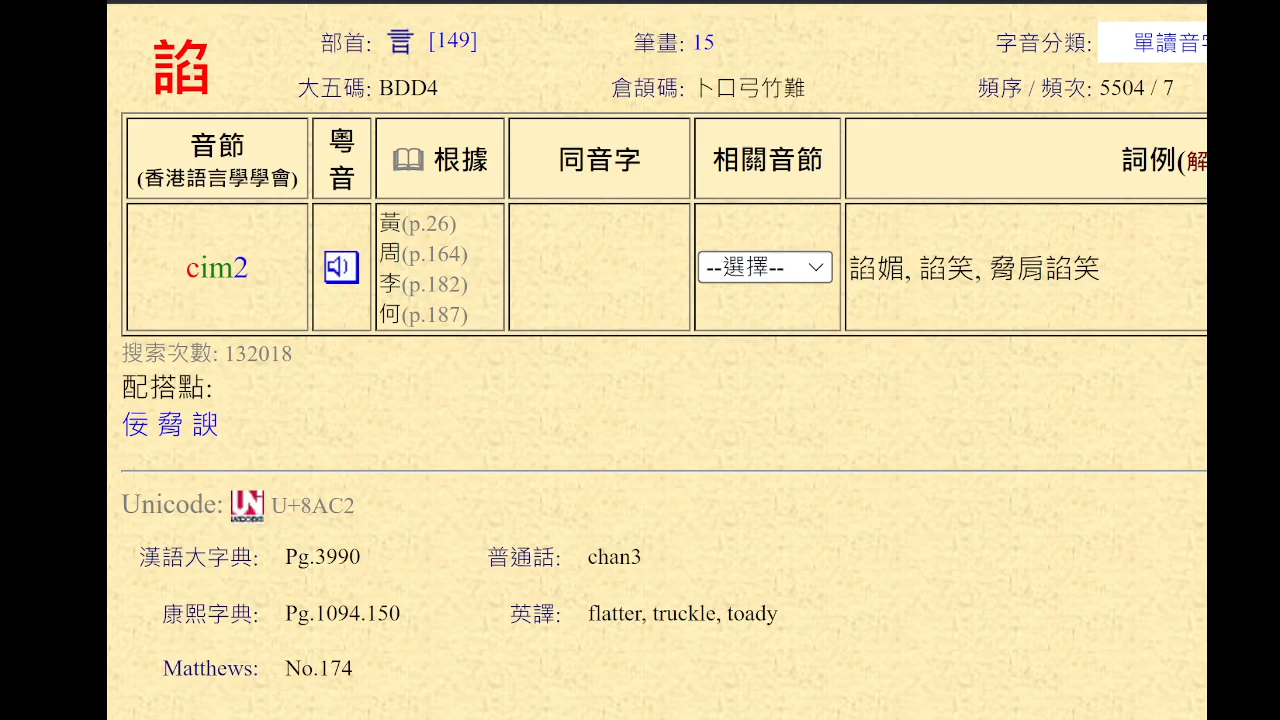 諂
部首: 言 [149] 筆畫: 15 字音分類: 單讀音字
大五碼: BDD4 倉頡碼: 卜口弓竹難 頻序 / 頻次: 5504 / 7
音節 (香港語言學學會) 粵音 根據 同音字 相關音節 詞例(解
cim2 黃(p.26) 周(p.164) 李(p.182) 何(p.187) --選擇-- 諂媚, 諂笑, 脅肩諂笑
搜索次數: 132018
配搭點:
佞 脅 諛
Unicode: U+8AC2
漢語大字典: Pg.3990 普通話: chan3
康熙字典: Pg.1094.150 英譯: flatter, truckle, toady
Matthews: No.174